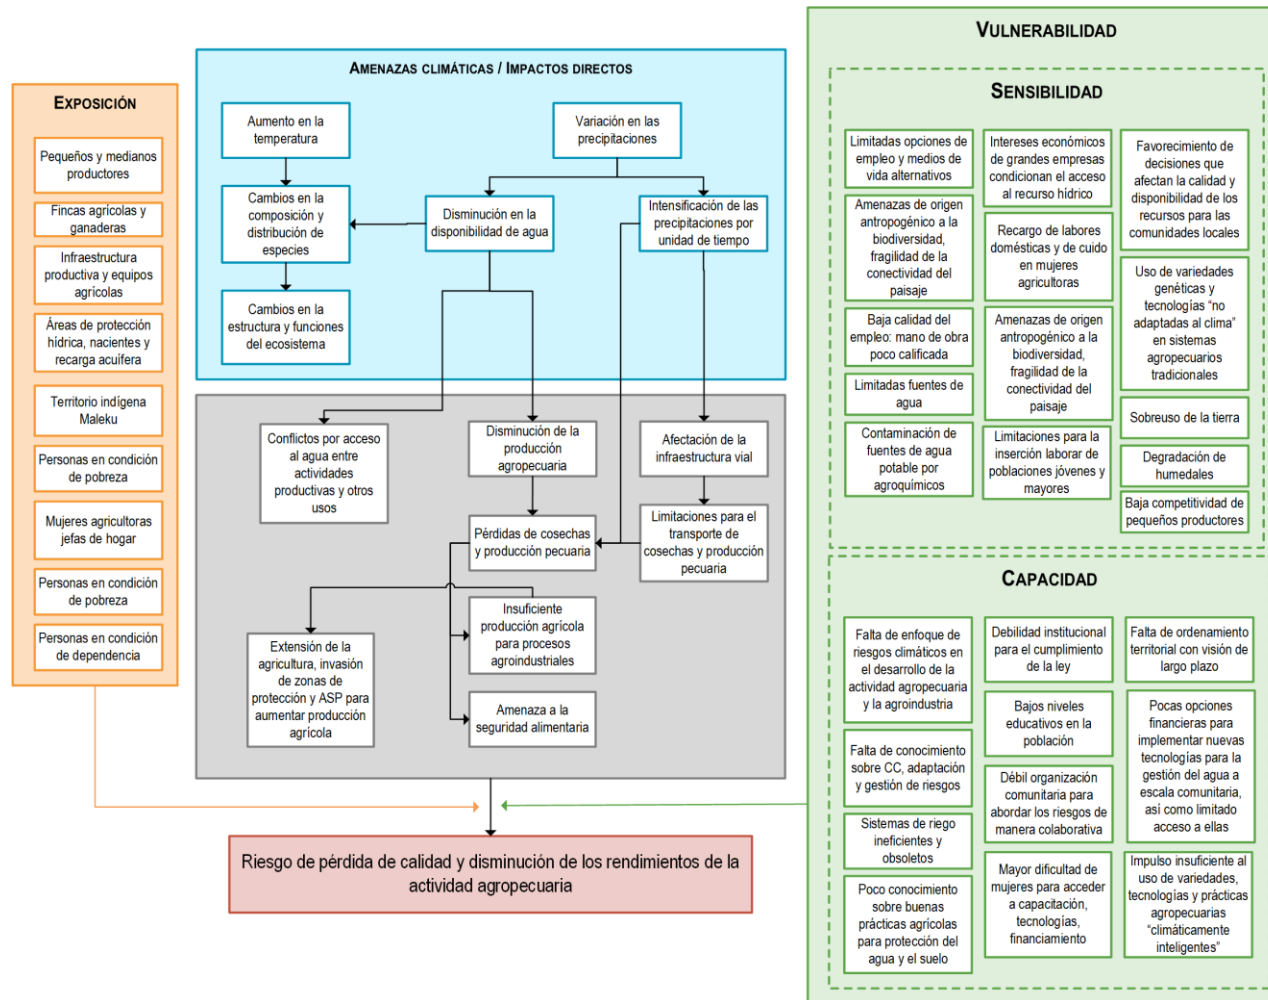 EXPOSICIÓN
Pequeños y medianos
productores
Fincas agrícolas y
ganaderas
Infraestructura
productiva y equipos
agrícolas
Áreas de protección
hídrica, nacientes y
recarga acuífera
Territorio indígena
Maleku
Personas en condición
de pobreza
Mujeres agricultoras
jefas de hogar
Personas en condición
de pobreza
Personas en condición
de dependencia
AMENAZAS CLIMÁTICAS / IMPACTOS DIRECTOS
Aumento en la
temperatura
Variación en las
precipitaciones
Cambios en la
composición y
distribución de
especies
Disminución en la
disponibilidad de agua
Intensificación de las
precipitaciones por
unidad de tiempo
Cambios en la
estructura y funciones
del ecosistema
Conflictos por acceso
al agua entre
actividades
productivas y otros
usos
Disminución de la
producción
agropecuaria
Afectación de la
infraestructura vial
Pérdidas de cosechas
y producción pecuaria
Limitaciones para el
transporte de
cosechas y producción
pecuaria
Insuficiente
producción agrícola
para procesos
agroindustriales
Extensión de la
agricultura, invasión
de zonas de
protección y ASP para
aumentar producción
agrícola
Amenaza a la
seguridad alimentaria
Riesgo de pérdida de calidad y disminución de los rendimientos de la
actividad agropecuaria
VULNERABILIDAD
SENSIBILIDAD
Limitadas opciones de
empleo y medios de
vida alternativos
Amenazas de origen
antropogénico a la
biodiversidad,
fragilidad de la
conectividad del
paisaje
Baja calidad del
empleo: mano de obra
poco calificada
Limitadas fuentes de
agua
Contaminación de
fuentes de agua
potable por
agroquímicos
Intereses económicos
de grandes empresas
condicionan el acceso
al recurso hídrico
Recargo de labores
domésticas y de cuido
en mujeres
agricultoras
Amenazas de origen
antropogénico a la
biodiversidad,
fragilidad de la
conectividad del
paisaje
Limitaciones para la
inserción laboral de
poblaciones jóvenes y
mayores
Favorecimiento de
decisiones que
afectan la calidad y
disponibilidad de los
recursos para las
comunidades locales
Uso de variedades
genéticas y
tecnologías “no
adaptadas al clima”
en sistemas
agropecuarios
tradicionales
Sobreuso de la tierra
Degradación de
humedales
Baja competitividad de
pequeños productores
CAPACIDAD
Falta de enfoque de
riesgos climáticos en
el desarrollo de la
actividad agropecuaria
y la agroindustria
Falta de conocimiento
sobre CC, adaptación
y gestión de riesgos
Sistemas de riego
ineficientes y
obsoletos
Poco conocimiento
sobre buenas
prácticas agrícolas
para protección del
agua y el suelo
Debilidad institucional
para el cumplimiento
de la ley
Bajos niveles
educativos en la
población
Débil organización
comunitaria para
abordar los riesgos de
manera colaborativa
Mayor dificultad de
mujeres para acceder
a capacitación,
tecnologías,
financiamiento
Falta de ordenamiento
territorial con visión de
largo plazo
Pocas opciones
financieras para
implementar nuevas
tecnologías para la
gestión del agua a
escala comunitaria,
así como limitado
acceso a ellas
Impulso insuficiente al
uso de variedades,
tecnologías y prácticas
agropecuarias
“climáticamente
inteligentes”